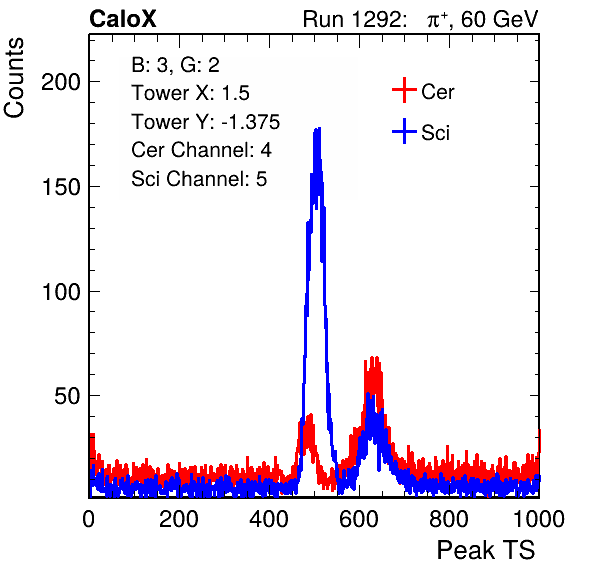 CaloX Run 1292: π⁺, 60 GeV
Counts
B: 3, G: 2
Tower X: 1.5
Tower Y: -1.375
Cer Channel: 4
Sci Channel: 5
Cer
Sci
200
150
100
50
0 200 400 600 800 1000
Peak TS